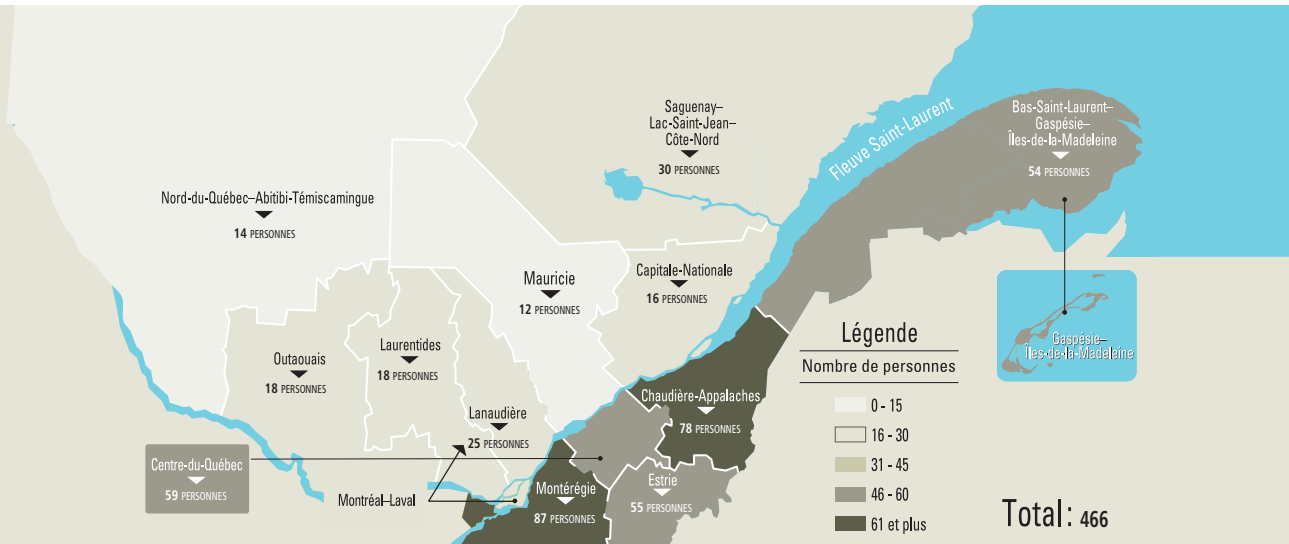 Saguenay–
Lac-Saint-Jean–
Côte-Nord
30 PERSONNES
Fleuve Saint-Laurent
Bas-Saint-Laurent–
Gaspésie–
Îles-de-la-Madeleine
54 PERSONNES
Nord-du-Québec–Abitibi-Témiscamingue
14 PERSONNES
Mauricie
12 PERSONNES
Capitale-Nationale
16 PERSONNES
Outaouais
18 PERSONNES
Laurentides
18 PERSONNES
Lanaudière
25 PERSONNES
Chaudière-Appalaches
78 PERSONNES
Centre-du-Québec
59 PERSONNES
Montréal–Laval
Montérégie
87 PERSONNES
Estrie
55 PERSONNES
Gaspésie–
Îles-de-la-Madeleine
Légende
Nombre de personnes
0 - 15
16 - 30
31 - 45
46 - 60
61 et plus
Total : 466